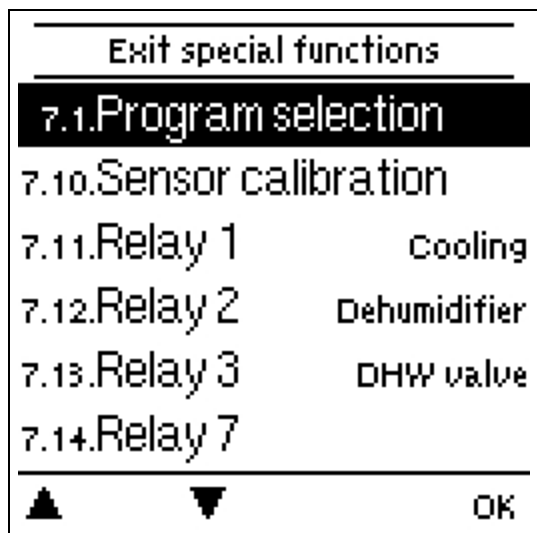 Exit special functions
7.1.Program selection
7.10.Sensor calibration
7.11.Relay 1 Cooling
7.12.Relay 2 Dehumidifier
7.13.Relay 3 DHW valve
7.14.Relay 7
▲ ▼ OK